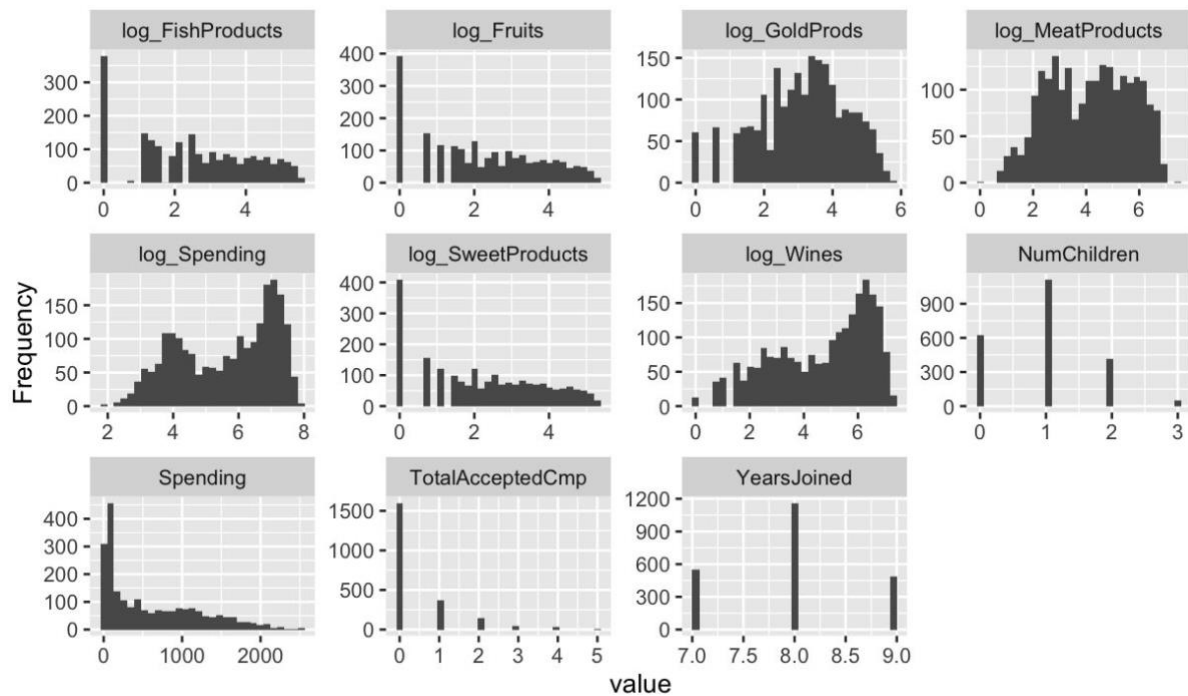 log_FishProducts log_Fruits log_GoldProds log_MeatProducts
300
200
100
0
0 2 4
400
300
200
100
0
0 2 4
150
100
50
0
0 2 4 6
100
50
0
0 2 4 6
log_Spending log_SweetProducts log_Wines NumChildren
150
100
50
0
2 4 6 8
400
300
200
100
0
0 2 4
150
100
50
0
0 2 4 6
900
600
300
0
0 1 2 3
Spending TotalAcceptedCmp YearsJoined
400
300
200
100
0
0 1000 2000
1500
1000
500
0
0 1 2 3 4 5
1200
900
600
300
0
7.0 7.5 8.0 8.5 9.0
Frequency
value